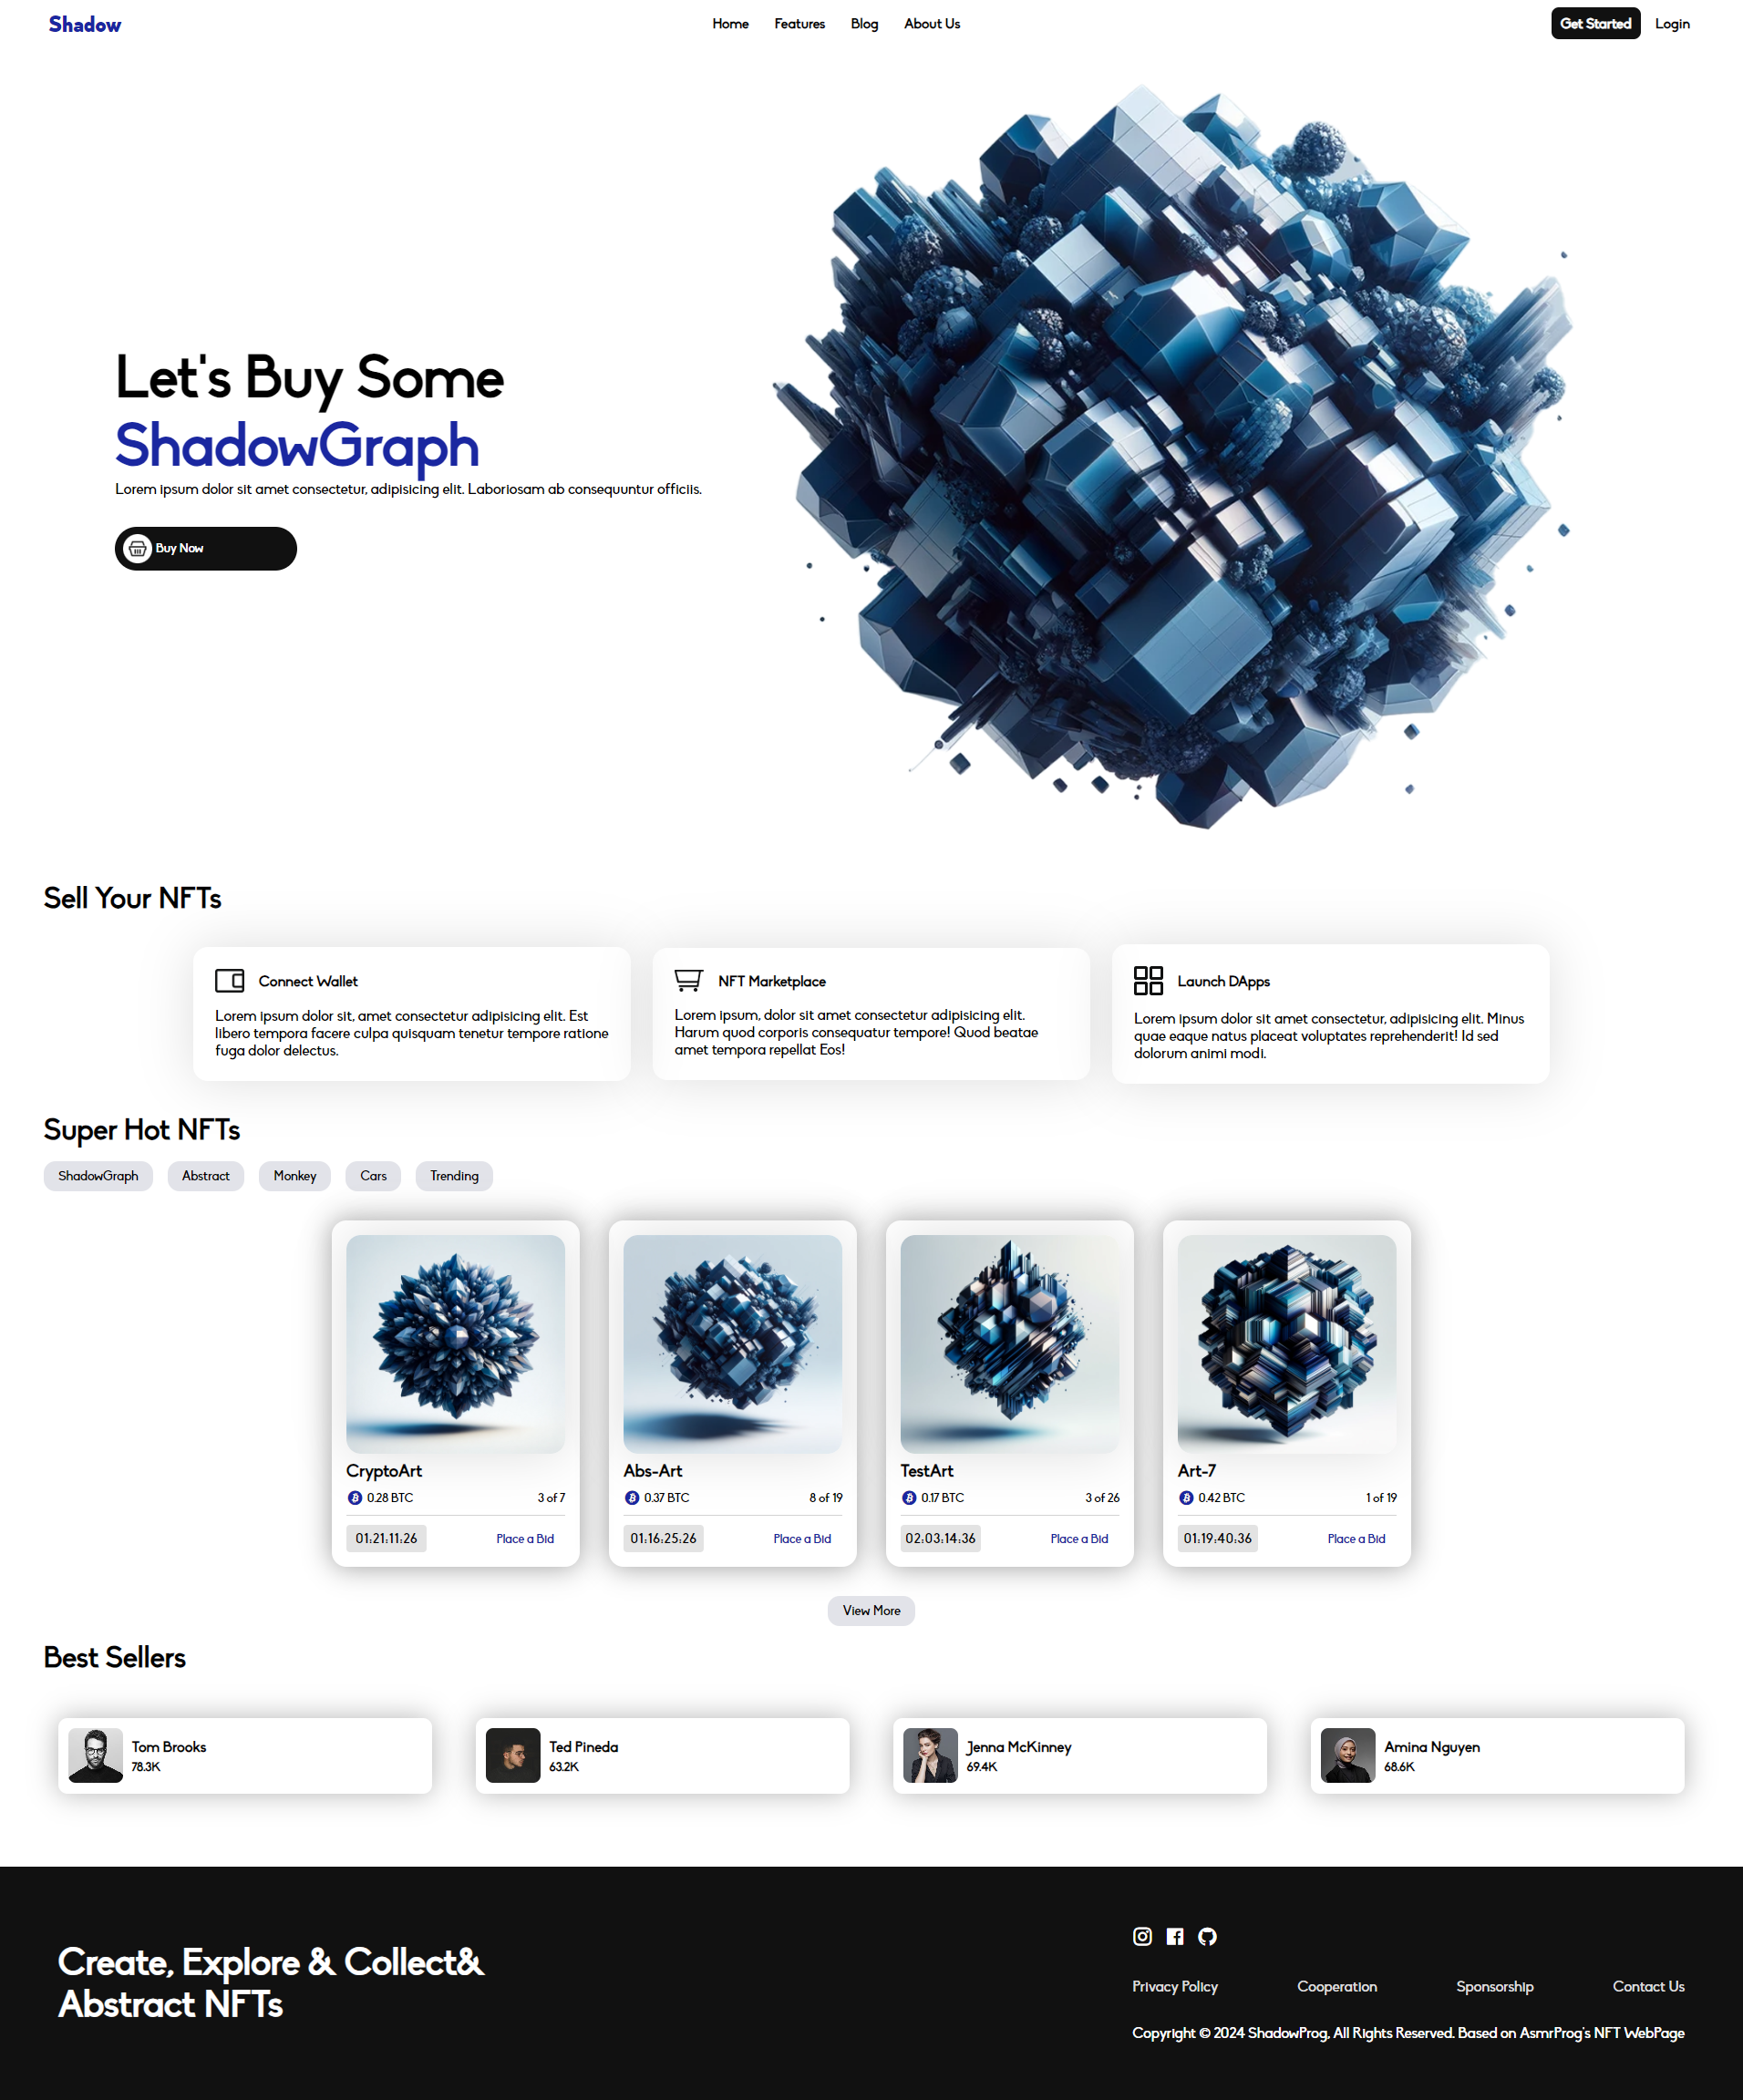 Shadow
Home Features Blog About Us
Get Started Login
Let's Buy Some
ShadowGraph
Lorem ipsum dolor sit amet consectetur, adipisicing elit. Laboriosam ab consequuntur officiis.
Buy Now
Sell Your NFTs
Connect Wallet
Lorem ipsum dolor sit, amet consectetur adipisicing elit. Est
libero tempora facere culpa quisquam tenetur tempore ratione
fuga dolor delectus.
NFT Marketplace
Lorem ipsum, dolor sit amet consectetur adipisicing elit.
Harum quod corporis consequatur tempore! Quod beatae
amet tempora repellat Eos!
Launch DApps
Lorem ipsum dolor sit amet consectetur, adipisicing elit. Minus
quae eaque natus placeat voluptates reprehenderit! Id sed
dolorum animi modi.
Super Hot NFTs
ShadowGraph Abstract Monkey Cars Trending
CryptoArt
0.28 BTC 3 of 7
01:21:11:26 Place a Bid
Abs-Art
0.37 BTC 8 of 19
01:16:25:26 Place a Bid
TestArt
0.17 BTC 3 of 26
02:03:14:36 Place a Bid
Art-7
0.42 BTC 1 of 19
01:19:40:36 Place a Bid
View More
Best Sellers
Tom Brooks
78.3K
Ted Pineda
63.2K
Jenna McKinney
69.4K
Amina Nguyen
68.6K
Create, Explore & Collect&
Abstract NFTs
Privacy Policy Cooperation Sponsorship Contact Us
Copyright © 2024 ShadowProg, All Rights Reserved. Based on AsmrProg's NFT WebPage